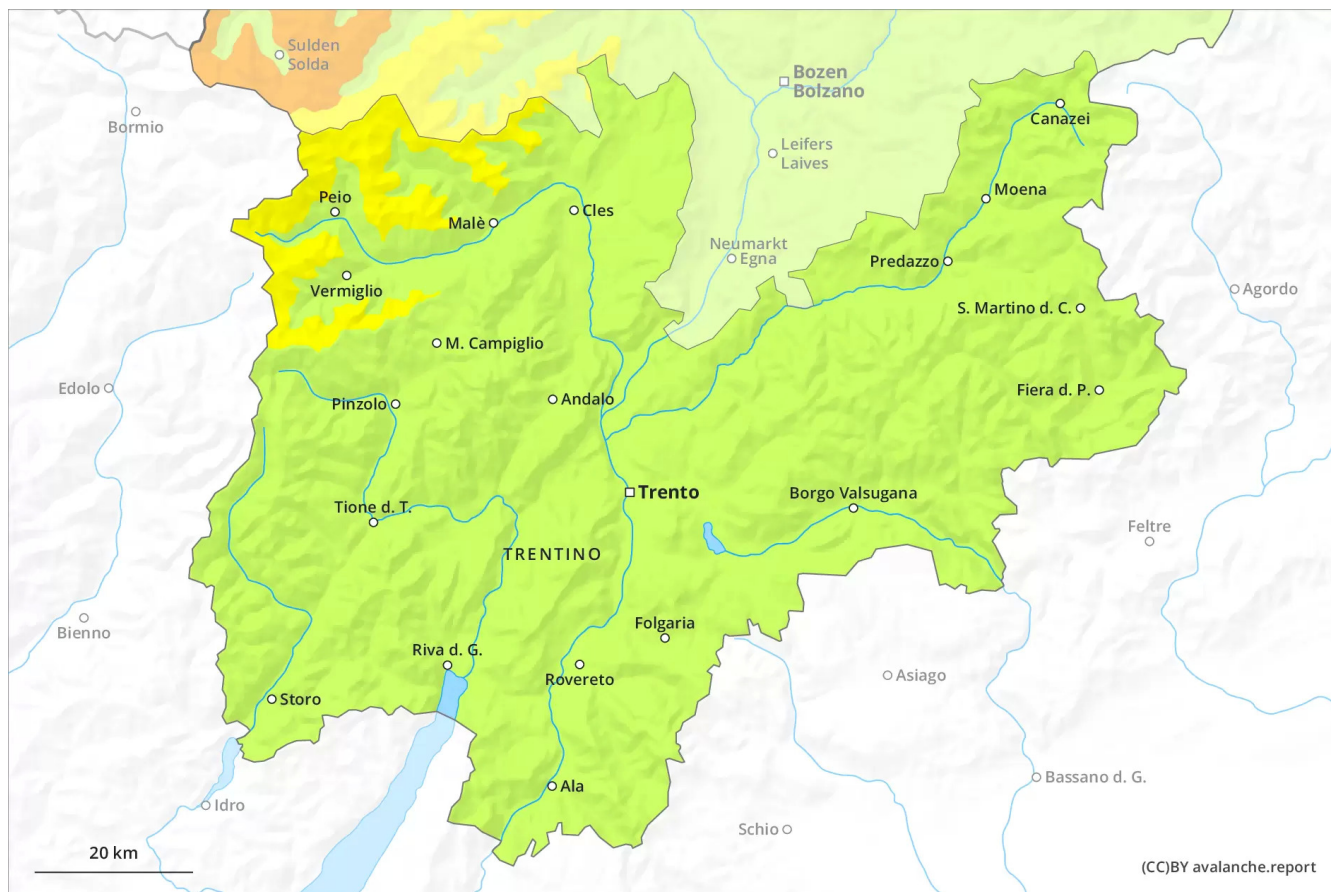 Sulden
Solda
Bozen
Bolzano
Bormio
Canazei
Leifers
Laives
Moena
Peio
Malè
Cles
Neumarkt
Egna
Predazzo
Vermiglio
Agordo
S. Martino d. C.
M. Campiglio
Edolo
Pinzolo
Andalo
Fiera d. P.
Trento
Borgo Valsugana
Tione d. T.
Feltre
TRENTINO
Bienno
Folgaria
Riva d. G.
Rovereto
Asiago
Storo
Bassano d. G.
Ala
Idro
Schio
20 km
(CC)BY avalanche.report